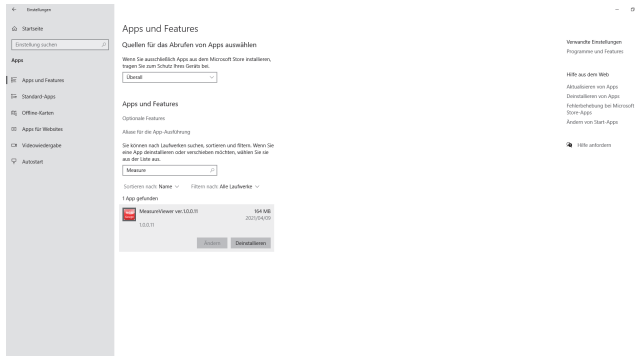 Einstellungen
Startseite
Einstellung suchen
Apps
Apps und Features
Standard-Apps
Offline-Karten
Apps für Websites
Videowiedergabe
Autostart
Apps und Features
Quellen für das Abrufen von Apps auswählen
Wenn Sie ausschließlich Apps aus dem Microsoft Store installieren,
tragen Sie zum Schutz Ihres Geräts bei.
Überall
Apps und Features
Optionale Features
Aliase für die App-Ausführung
Sie können nach Laufwerken suchen, sortieren und filtern. Wenn Sie
eine App deinstallieren oder verschieben möchten, wählen Sie sie
aus der Liste aus.
Measure
Sortieren nach: Name
Filtern nach: Alle Laufwerke
1 App gefunden
MeasureViewer ver.1.0.0.11
164 MB
2021/04/09
1.0.0.11
Ändern
Deinstallieren
Verwandte Einstellungen
Programme und Features
Hilfe aus dem Web
Aktualisieren von Apps
Deinstallieren von Apps
Fehlerbehebung bei Microsoft
Store-Apps
Ändern von Start-Apps
Hilfe anfordern